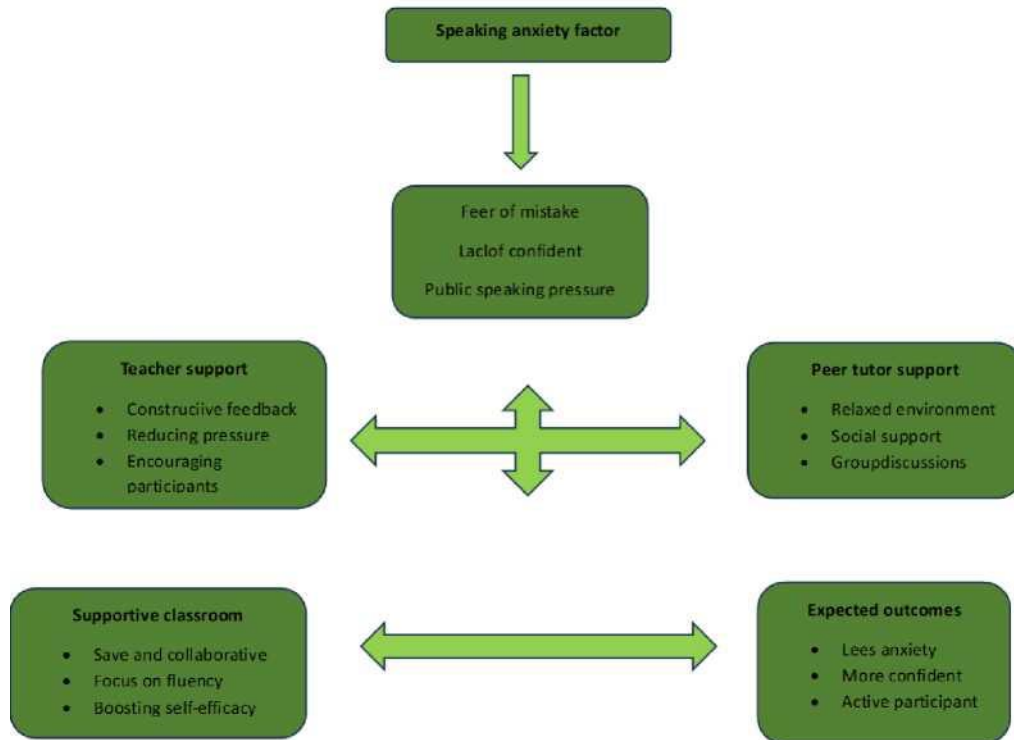 Speaking anxiety factor
Feer of mistake
Laclof confident
Public speaking pressure
Teacher support
• Construciive feedback
• Reducing pressure
• Encouraging
participants
Peer tutor support
• Relaxed environment
• Social support
• Groupdiscussions
Supportive classroom
• Save and collaborative
• Focus on fluency
• Boosting self-efficacy
Expected outcomes
• Lees anxiety
• More confident
• Active participant